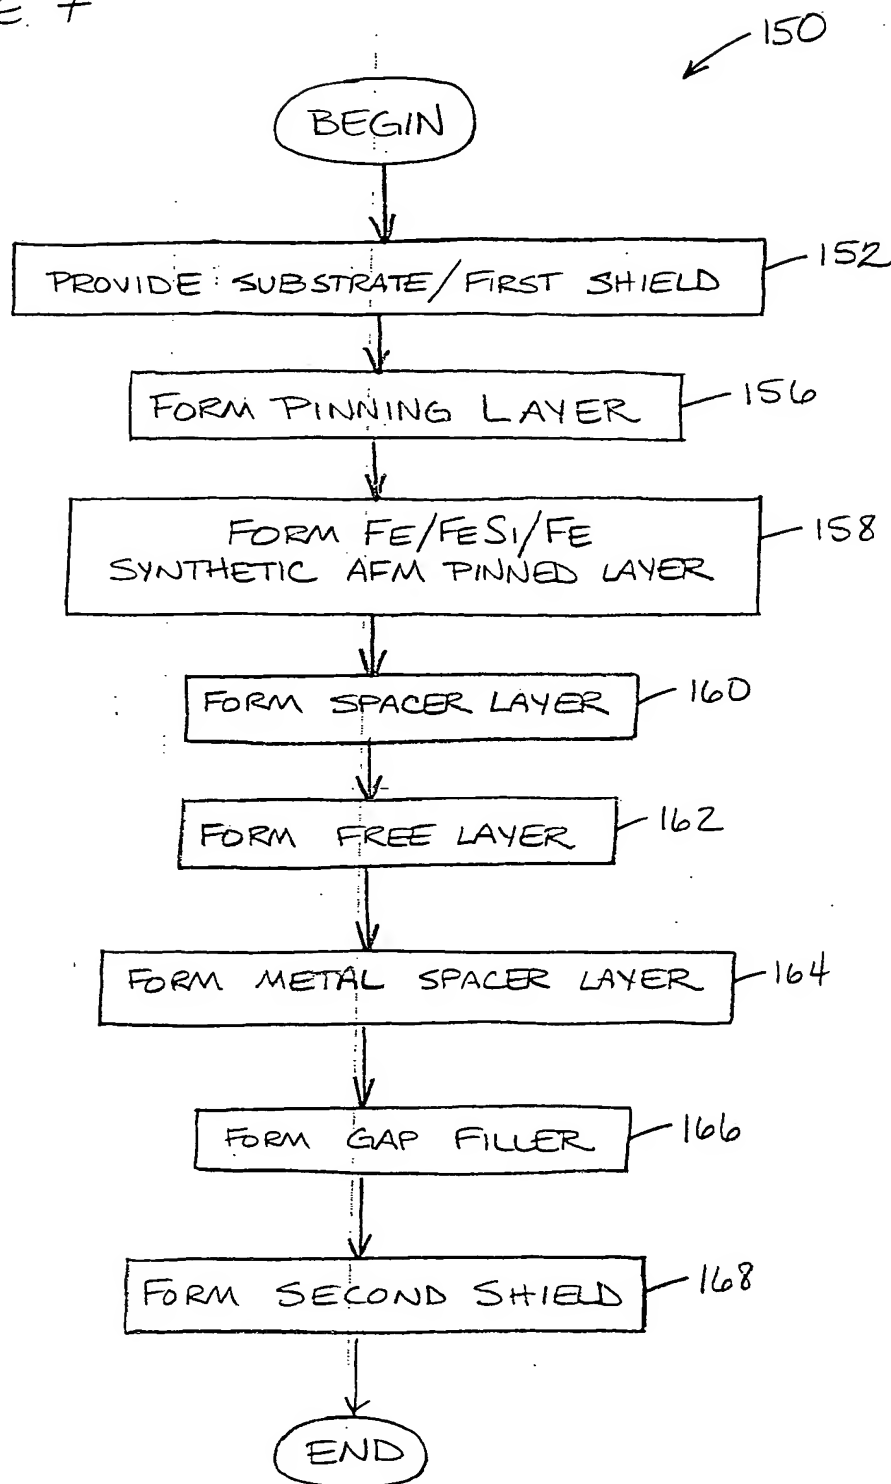 150
BEGIN
PROVIDE SUBSTRATE/FIRST SHIELD
152
FORM PINNING LAYER
156
FORM FE/FESI/FE
SYNTHETIC AFM PINNED LAYER
158
FORM SPACER LAYER
160
FORM FREE LAYER
162
FORM METAL SPACER LAYER
164
FORM GAP FILLER
166
FORM SECOND SHIELD
168
END